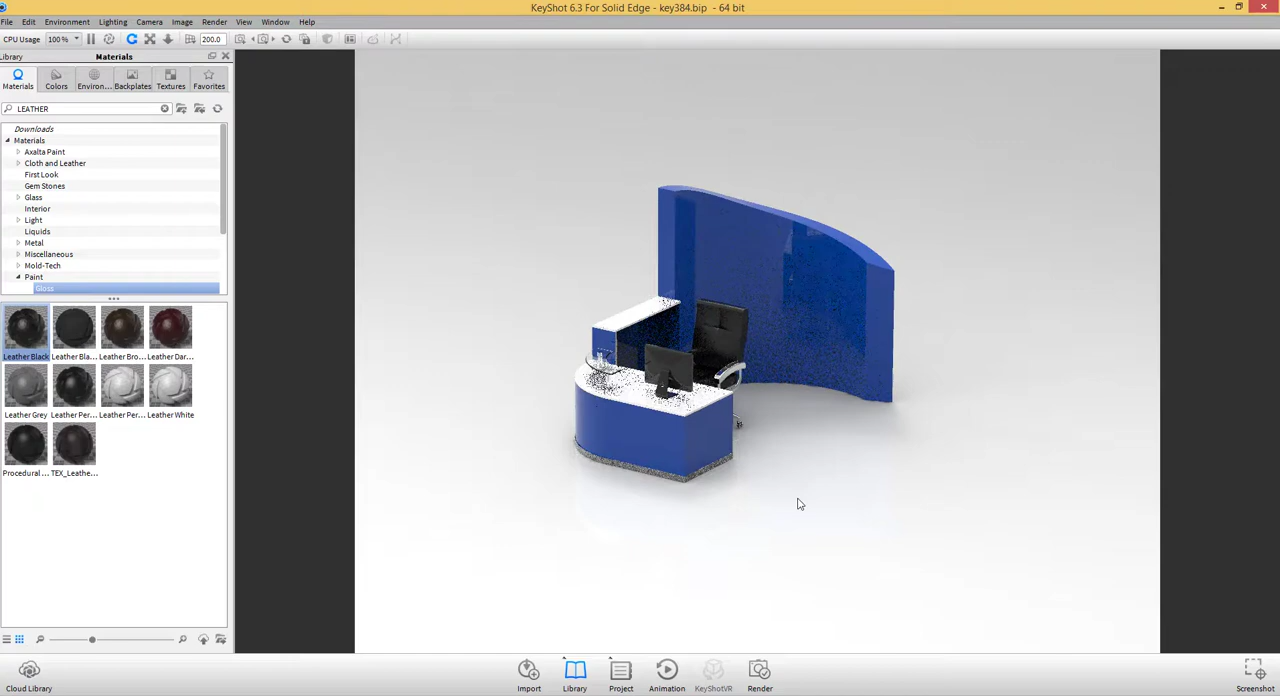 KeyShot 6.3 For Solid Edge - key384.bip - 64 bit
File Edit Environment Lighting Camera Image Render View Window Help
CPU Usage 100% 200.0
Library Materials
Materials Colors Environ... Backplates Textures Favorites
LEATHER
Downloads
Materials
Axalta Paint
Cloth and Leather
First Look
Gem Stones
Glass
Interior
Light
Liquids
Metal
Miscellaneous
Mold-Tech
Paint
Gloss
Leather Black Leather Bla... Leather Bro... Leather Dar...
Leather Grey Leather Per... Leather Per... Leather White
Procedural ... TEX_Leathe...
Cloud Library Import Library Project Animation KeyShotVR Render Screenshot